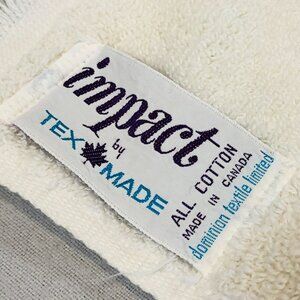 impact
by
TEX MADE
ALL COTTON
MADE IN CANADA
dominion textile limited